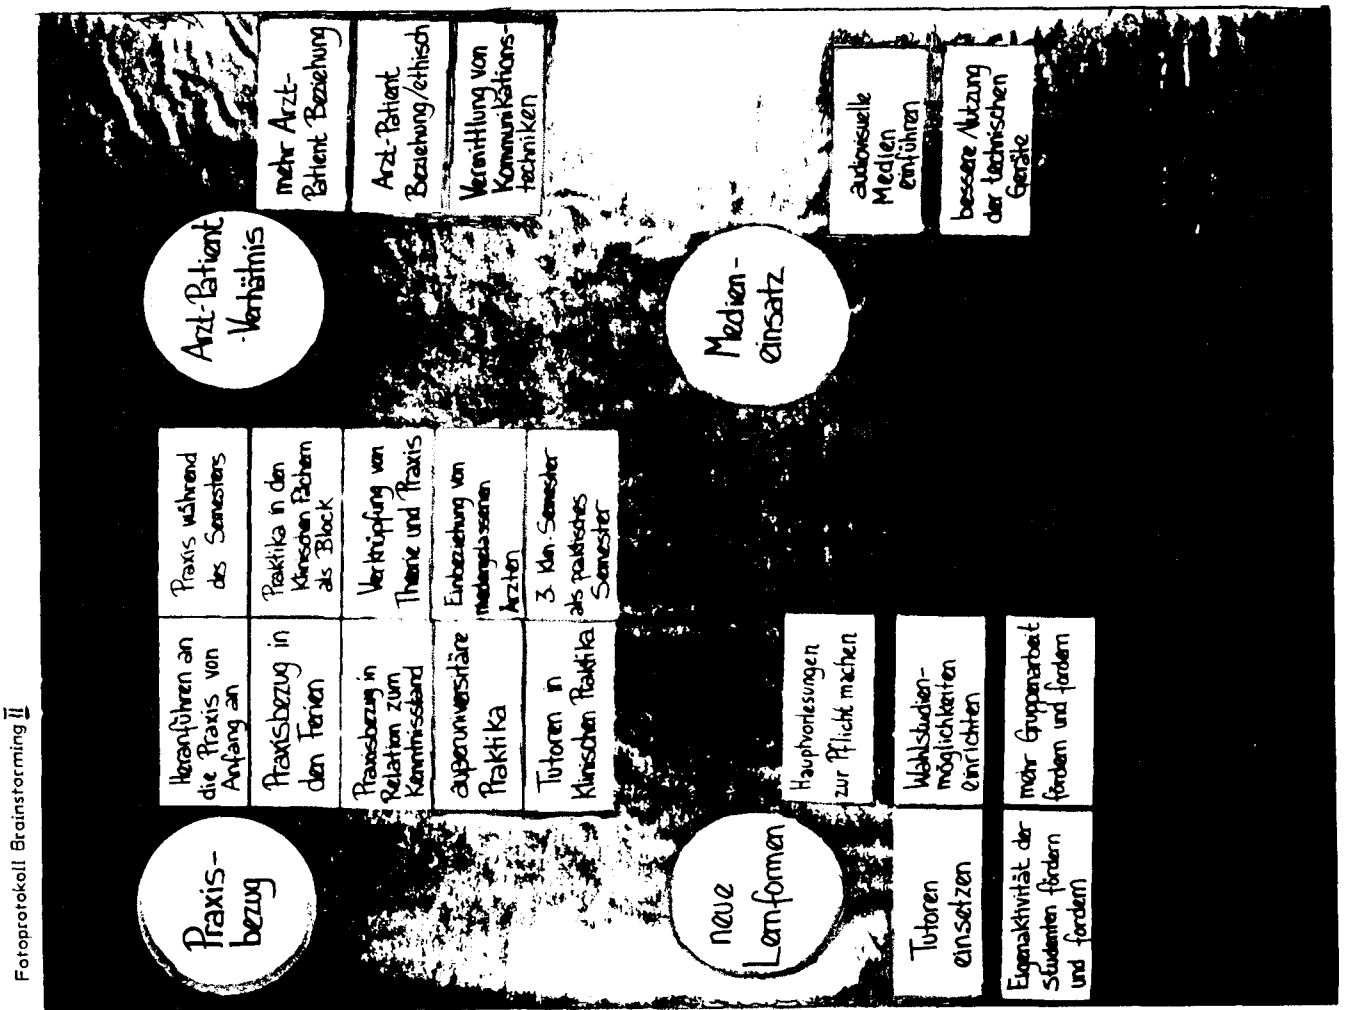 Fotoprotokoll Brainstorming II
Praxis-
bezug
Heranführen an
die Praxis von
Anfang an
Praxis während
des Semesters
Praxisbezug in
den Ferien
Praktika in den
Klinischen Fächern
als Block
Praxisbezug in
Relation zum
Kenntnisstand
Verknüpfung von
Theorie und Praxis
außeruniversitäre
Praktika
Einbeziehung von
niedergelassenen
Ärzten
Tutoren in
Klinischen Praktika
3. klin. Semester
als paktisches
Semester
Arzt-Patient
-Verhältnis
mehr Arzt-
Patient Beziehung
Arzt-Patient
Beziehung/ethisch
Vermittlung von
Kommunikations-
techniken
neue
Lernformen
Hauptvorlesungen
zur Pflicht machen
Tutoren
einsetzen
Wahlstudien-
möglichkeiten
einrichten
Eigenaktivität der
Studenten fördern
und fordern
mehr Gruppenarbeit
fördern und fordern
Medien-
einsatz
audiovisuelle
Medien
einführen
bessere Nutzung
der technischen
Geräte